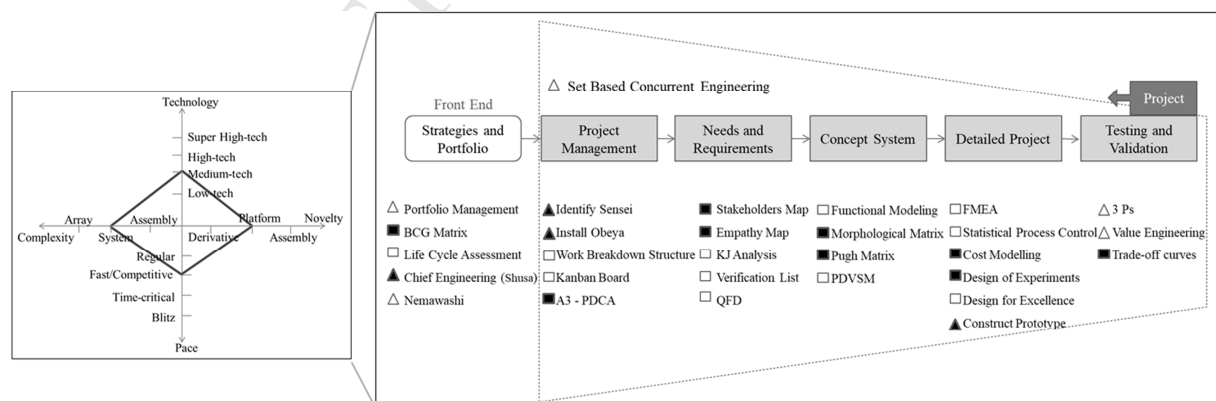 Technology
Super High-tech
High-tech
Medium-tech
Low-tech
Array
Assembly
Platform
Novelty
Complexity
System
Derivative
Assembly
Regular
Fast/Competitive
Time-critical
Blitz
Pace
Set Based Concurrent Engineering
Project
Front End
Strategies and
Portfolio
Project
Management
Needs and
Requirements
Concept System
Detailed Project
Testing and
Validation
Portfolio Management
BCG Matrix
Life Cycle Assessment
Chief Engineering (Shusa)
Nemawashi
Identify Sensei
Install Obeya
Work Breakdown Structure
Kanban Board
A3 - PDCA
Stakeholders Map
Empathy Map
KJ Analysis
Verification List
QFD
Functional Modeling
Morphological Matrix
Pugh Matrix
PDVSM
FMEA
Statistical Process Control
Cost Modelling
Design of Experiments
Design for Excellence
Construct Prototype
3 Ps
Value Engineering
Trade-off curves